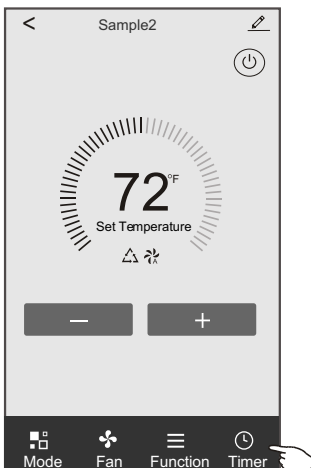 < Sample2
72°F
Set Temperature
A
− +
Mode Fan Function Timer